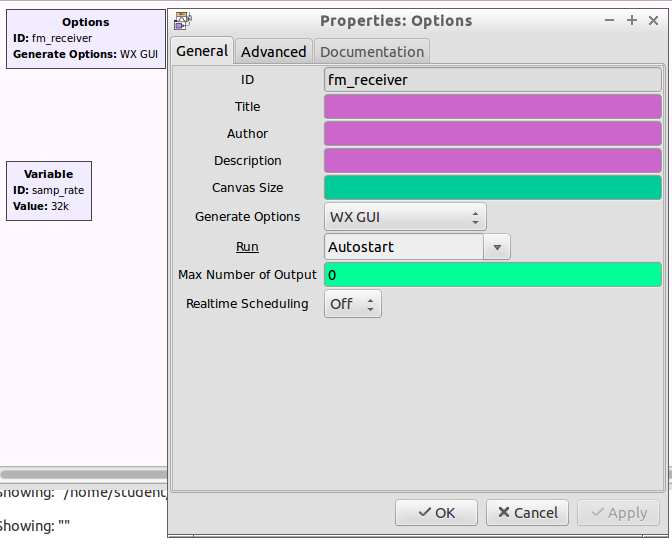 Options
ID: fm_receiver
Generate Options: WX GUI
Variable
ID: samp_rate
Value: 32k
Properties: Options
General Advanced Documentation
ID fm_receiver
Title
Author
Description
Canvas Size
Generate Options WX GUI
Run Autostart
Max Number of Output 0
Realtime Scheduling Off
OK Cancel Apply
Showing: "/home/student/
Showing: ""